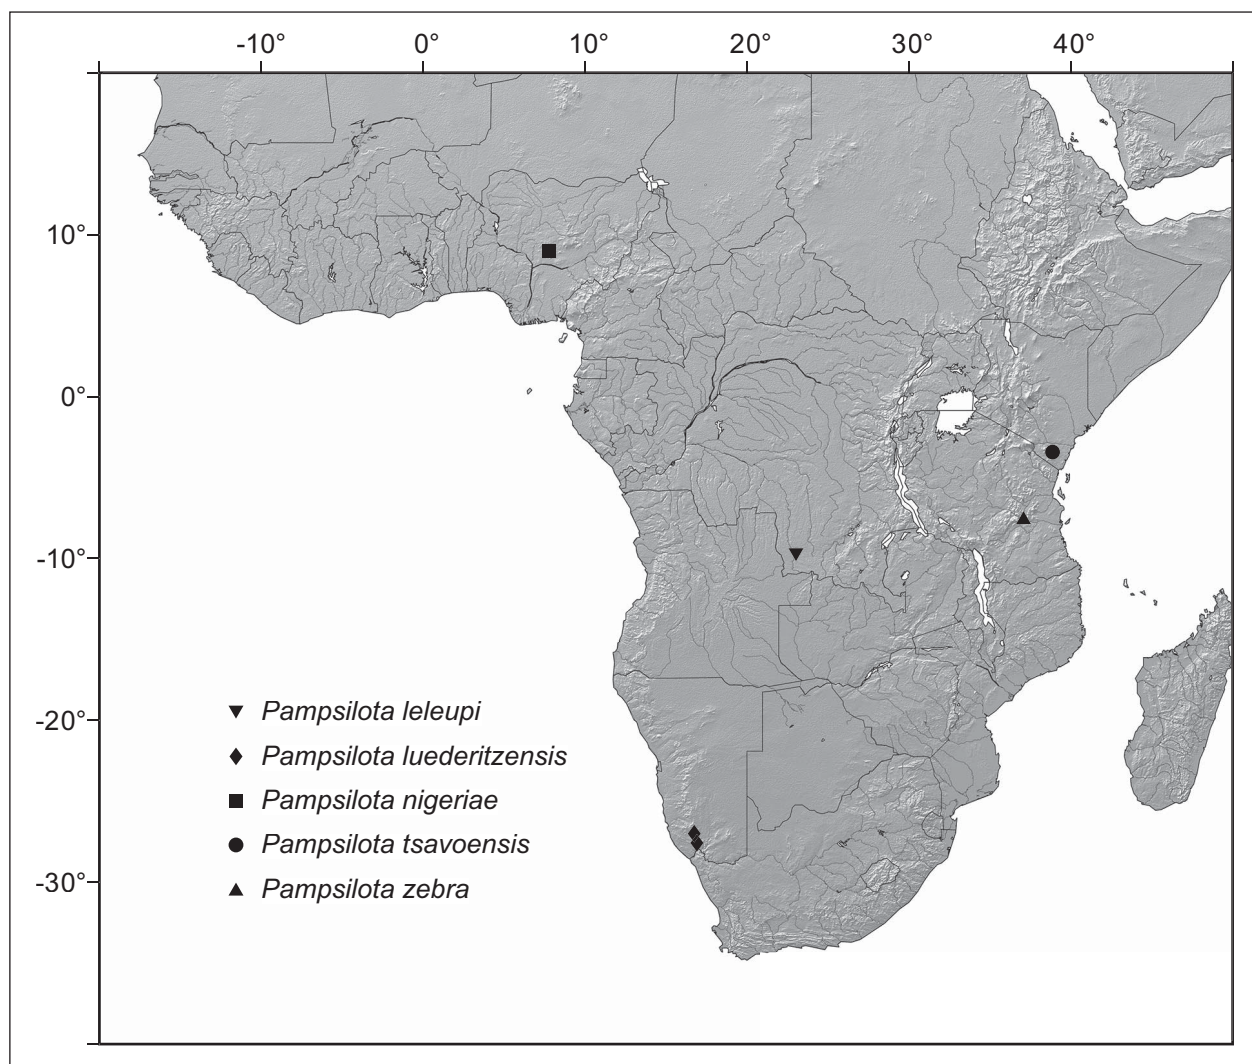 -10° 0° 10° 20° 30° 40°
10°
0°
-10°
-20°
-30°
Pampsilota leleupi
Pampsilota luederitzensis
Pampsilota nigeriae
Pampsilota tsavoensis
Pampsilota zebra